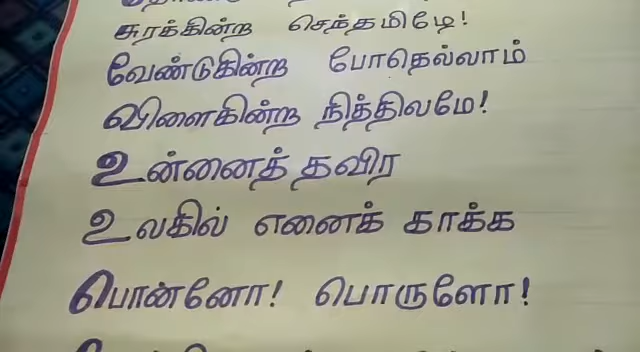 சுரக்கின்ற செந்தமிழே!
வேண்டுகின்ற போதெல்லாம்
விளைகின்ற நித்திலமே!
உன்னைத் தவிர
உலகில் எனைக் காக்க
பொன்னோ! பொருளோ!